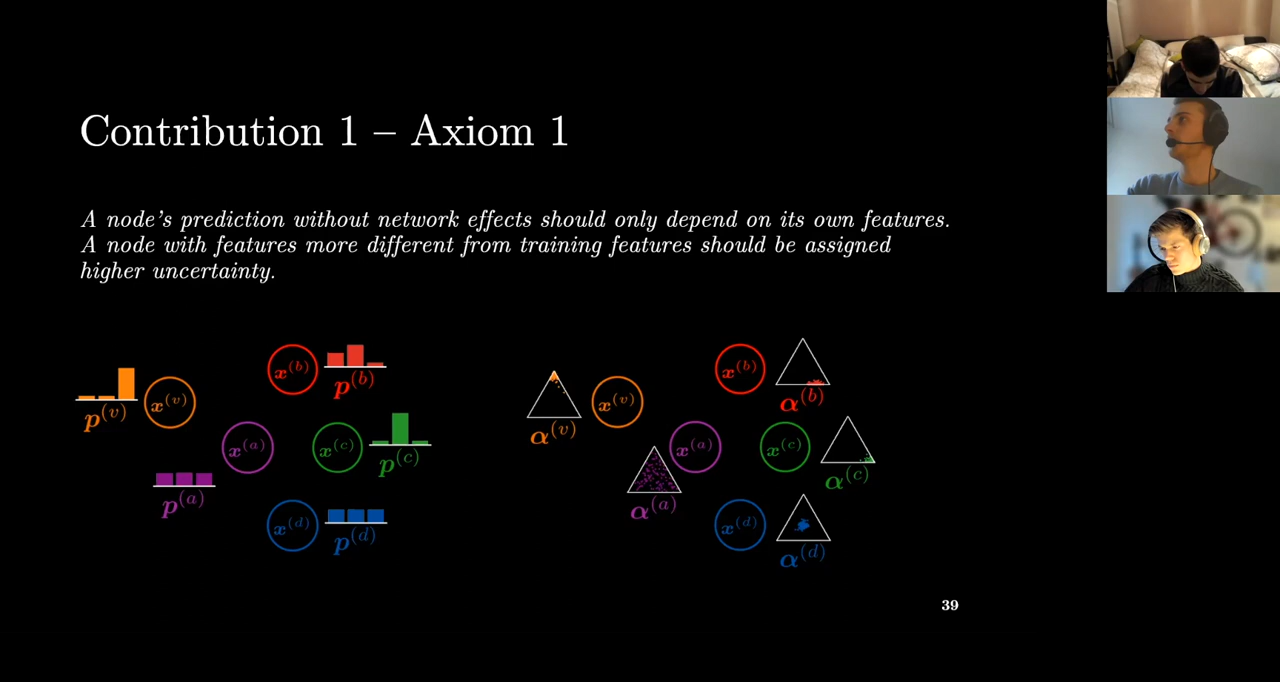 Contribution 1 – Axiom 1
A node's prediction without network effects should only depend on its own features.
A node with features more different from training features should be assigned
higher uncertainty.
x^(v) p^(v)
x^(b) p^(b)
x^(a) p^(a)
x^(c) p^(c)
x^(d) p^(d)
α^(v) x^(v)
x^(b) α^(b)
α^(a) x^(a)
x^(c) α^(c)
x^(d) α^(d)
39